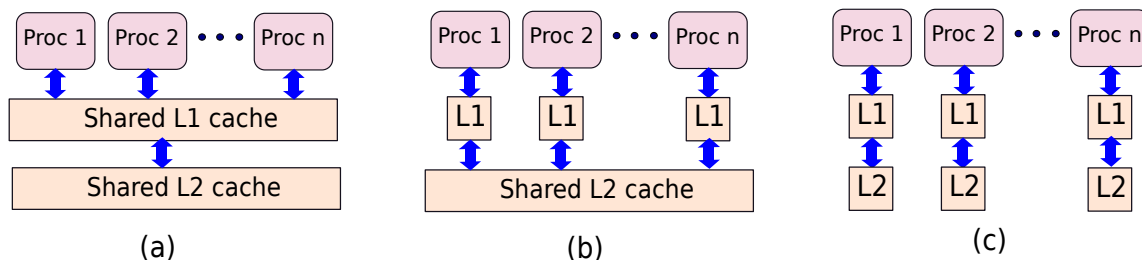 Proc 1 Proc 2 Proc n
Shared L1 cache
Shared L2 cache
(a)
Proc 1 Proc 2 Proc n
L1 L1 L1
Shared L2 cache
(b)
Proc 1 Proc 2 Proc n
L1 L1 L1
L2 L2 L2
(c)